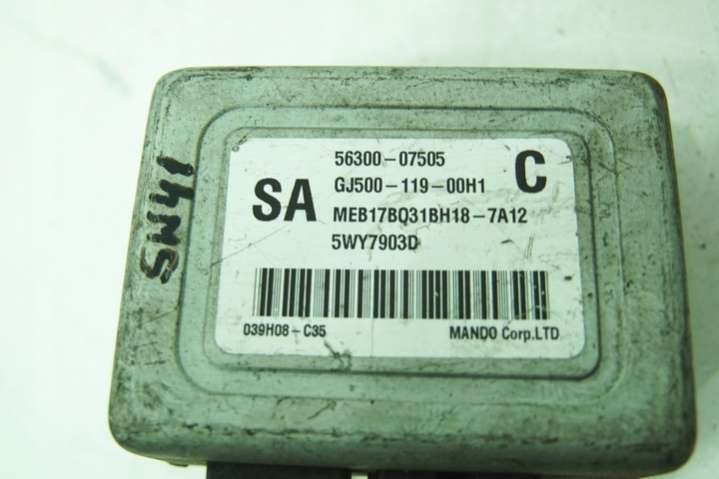 56300-07505
C
SA
GJ500-119-00H1
MEB17BQ31BH18-7A12
5WY7903D
039H08-C35
MANDO Corp.LTD
SW41